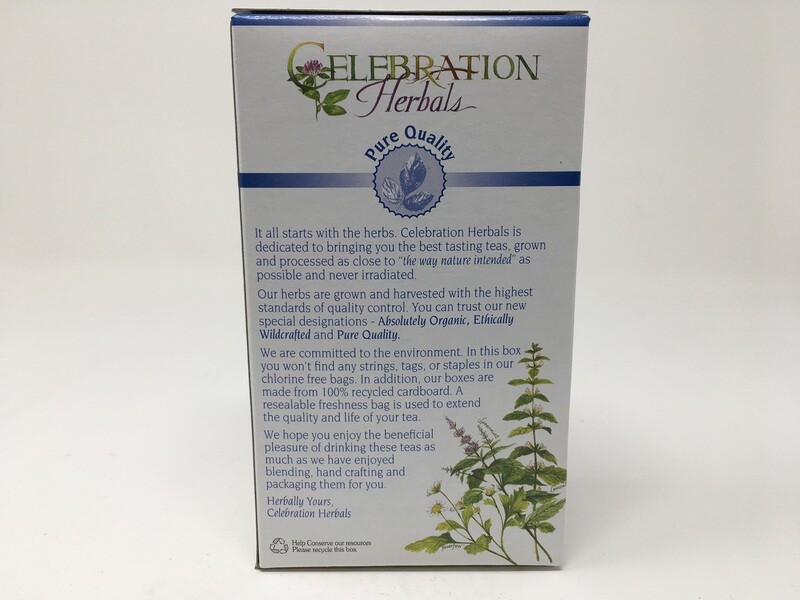 CELEBRATION
Herbals
Pure Quality
It all starts with the herbs. Celebration Herbals is
dedicated to bringing you the best tasting teas, grown
and processed as close to "the way nature intended" as
possible and never irradiated.
Our herbs are grown and harvested with the highest
standards of quality control. You can trust our new
special designations - Absolutely Organic, Ethically
Wildcrafted and Pure Quality.
We are committed to the environment. In this box
you won't find any strings, tags, or staples in our
chlorine free bags. In addition, our boxes are
made from 100% recycled cardboard. A
resealable freshness bag is used to extend
the quality and life of your tea.
We hope you enjoy the beneficial
pleasure of drinking these teas as
much as we have enjoyed
blending, hand crafting and
packaging them for you.
Herbally Yours,
Celebration Herbals
Feverfew
Help Conserve our resources
Please recycle this box